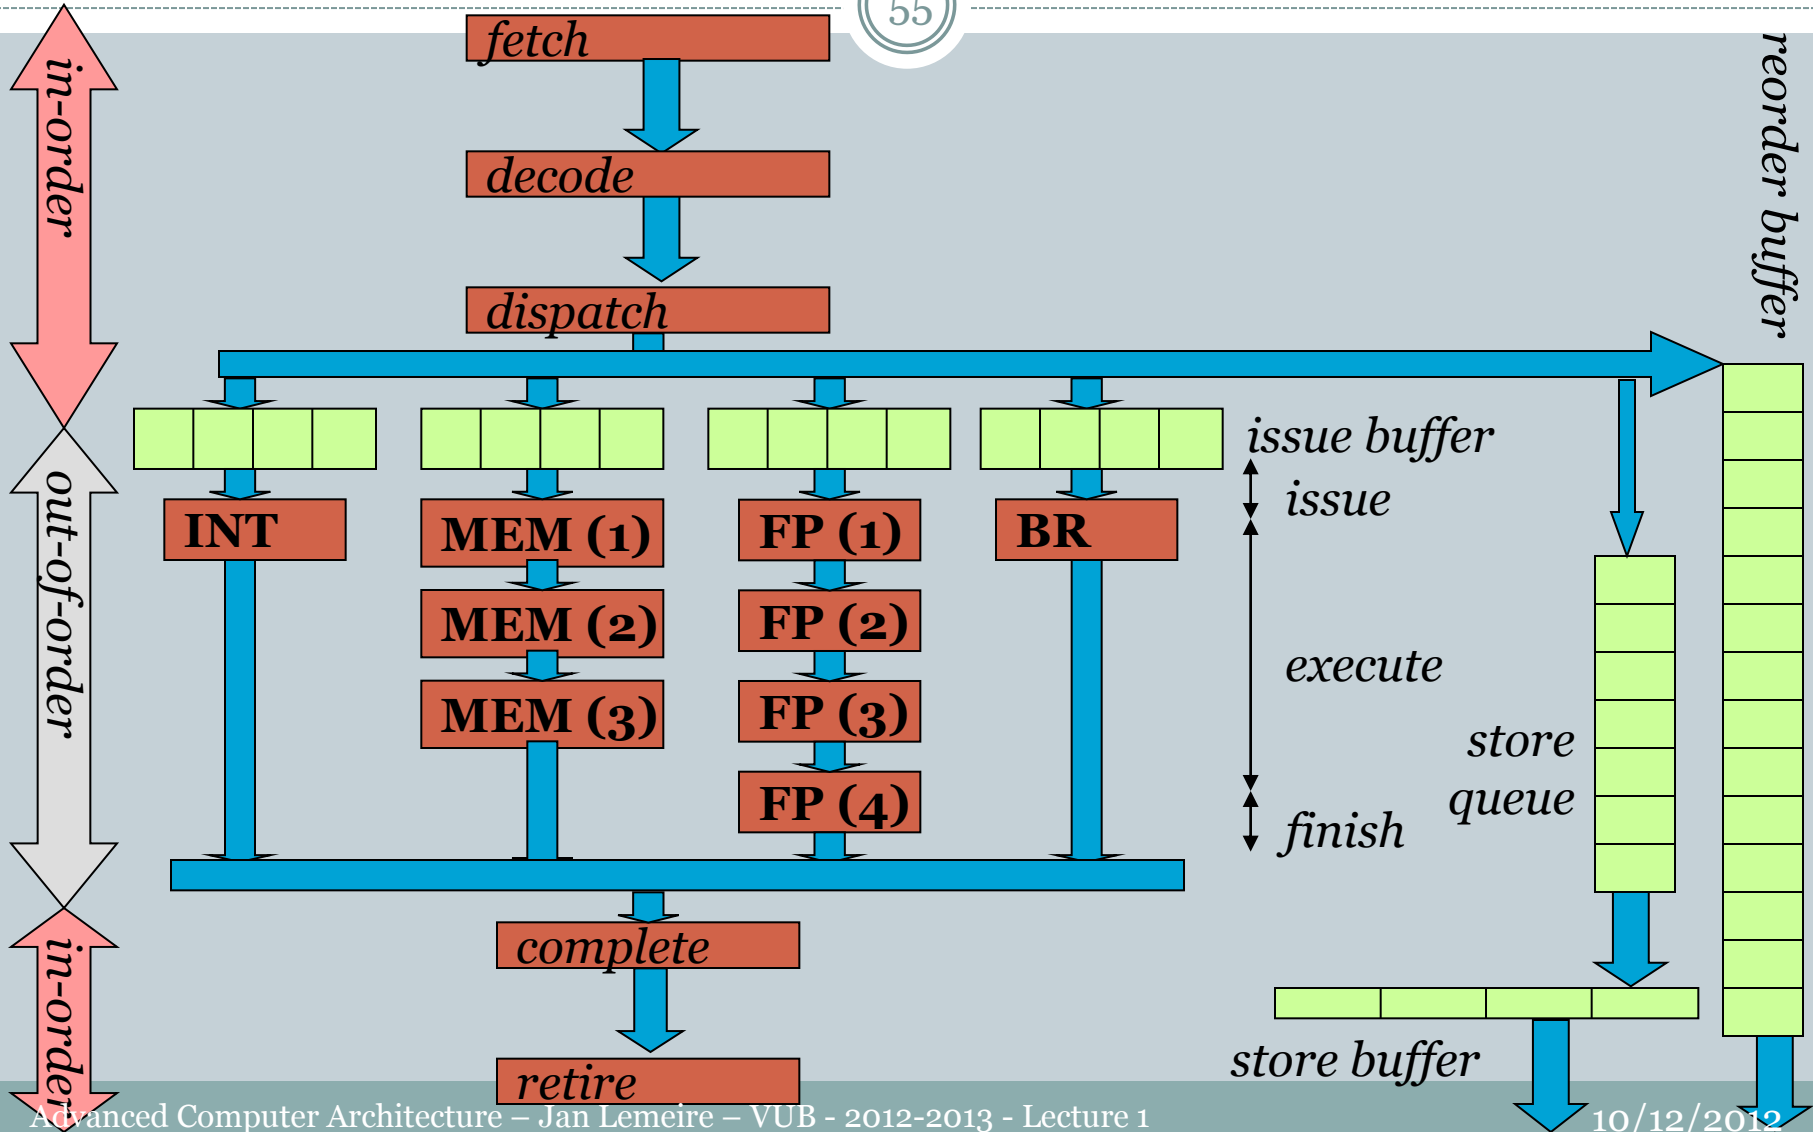 55
fetch
in-order
reorder buffer
decode
dispatch
issue buffer
issue
out-of-order
INT
MEM (1)
FP (1)
BR
MEM (2)
FP (2)
execute
MEM (3)
FP (3)
store
queue
FP (4)
finish
complete
in-order
store buffer
retire
Advanced Computer Architecture – Jan Lemeire – VUB - 2012-2013 - Lecture 1
10/12/2012